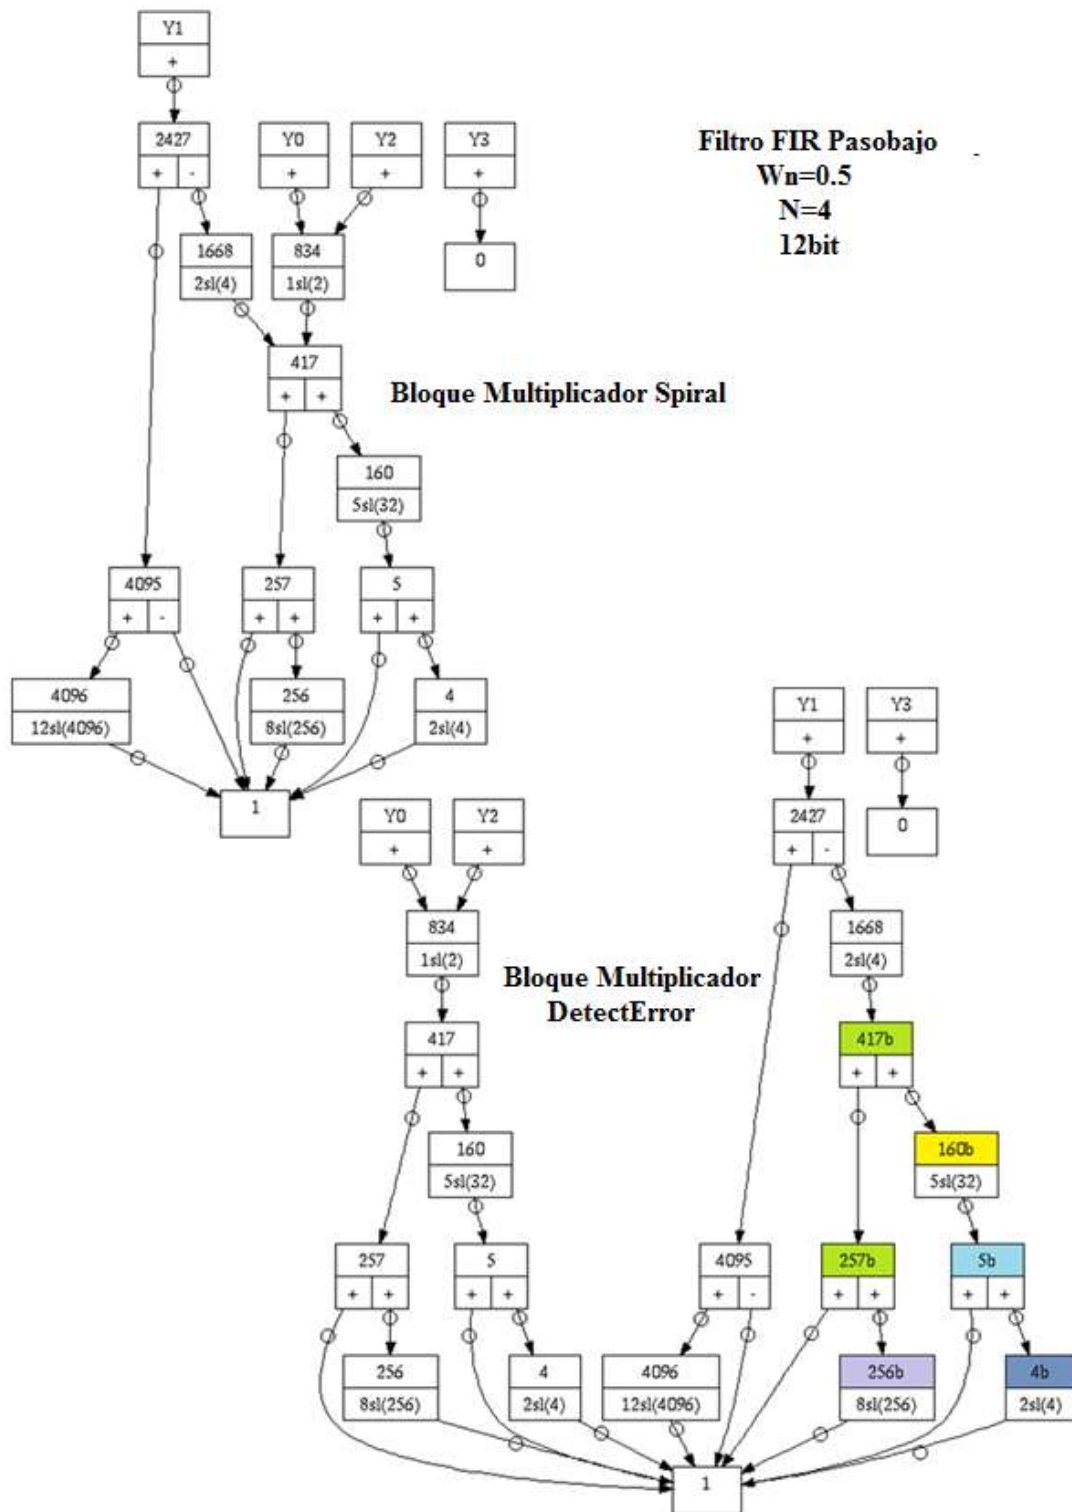 Y1
+
2427
+ -
Y0
+
Y2
+
Y3
+
Filtro FIR Pasobajo
Wn=0.5
N=4
12bit
1668
2sl(4)
834
1sl(2)
0
417
+ +
Bloque Multiplicador Spiral
160
5sl(32)
4095
+ -
257
+ +
5
+ +
4096
12sl(4096)
256
8sl(256)
4
2sl(4)
1
Y1
+
Y3
+
2427
+ -
0
Y0
+
Y2
+
834
1sl(2)
1668
2sl(4)
Bloque Multiplicador
DetectError
417
+ +
417b
+ +
160
5sl(32)
160b
5sl(32)
257
+ +
5
+ +
4095
+ -
257b
+ +
5b
+ +
256
8sl(256)
4
2sl(4)
4096
12sl(4096)
256b
8sl(256)
4b
2sl(4)
1